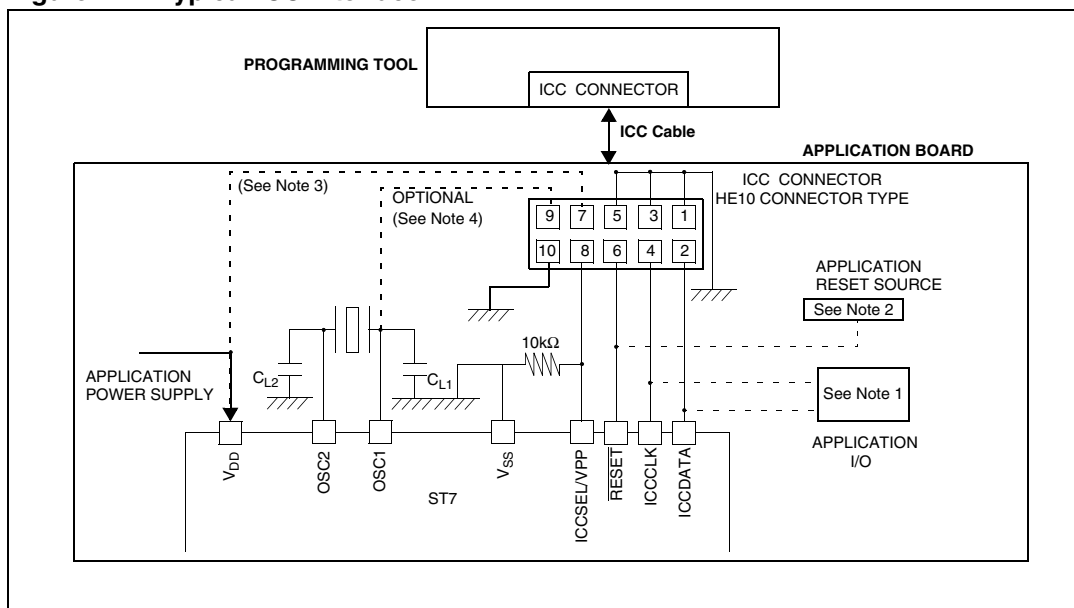 PROGRAMMING TOOL
ICC CONNECTOR
ICC Cable
APPLICATION BOARD
(See Note 3)
OPTIONAL
(See Note 4)
ICC CONNECTOR
HE10 CONNECTOR TYPE
9 7 5 3 1
10 8 6 4 2
APPLICATION
RESET SOURCE
See Note 2
10kΩ
CL2
CL1
APPLICATION
POWER SUPPLY
See Note 1
APPLICATION
I/O
VDD
OSC2
OSC1
VSS
ICCSEL/VPP
RESET
ICCCLK
ICCDATA
ST7